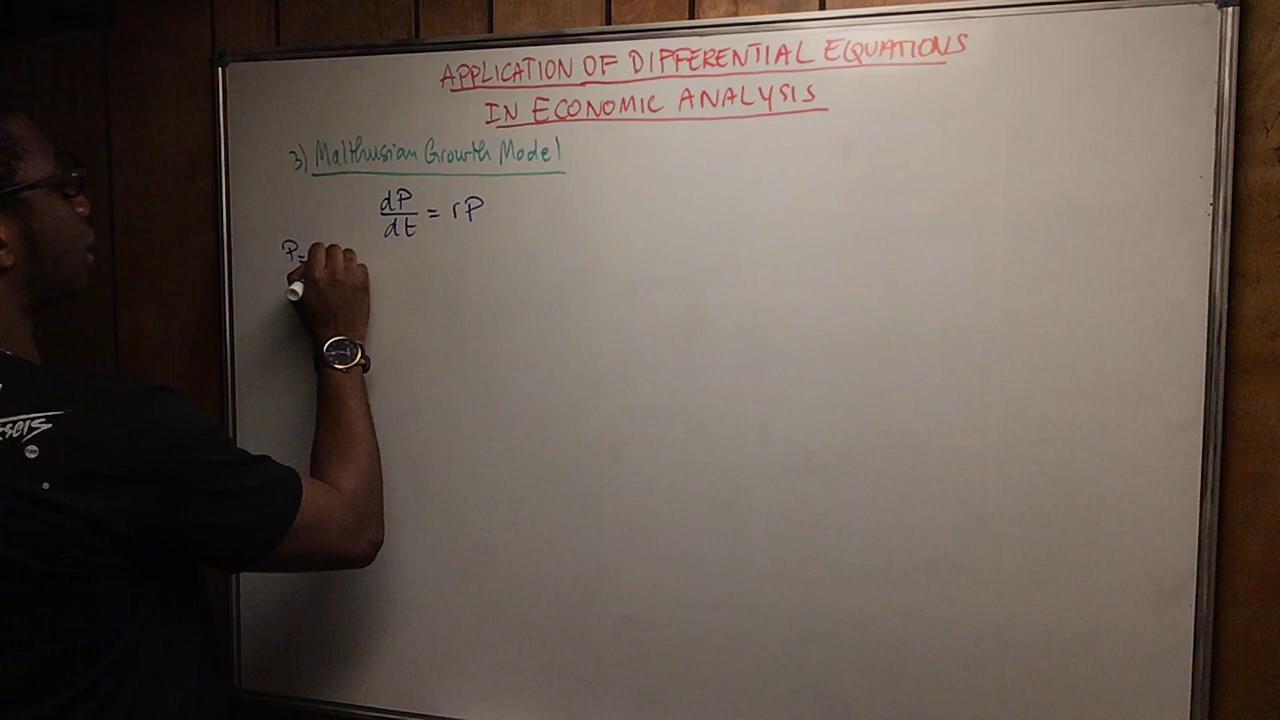 APPLICATION OF DIFFERENTIAL EQUATIONS
IN ECONOMIC ANALYSIS
3) Malthusian Growth Model
dP/dt = rP
P=